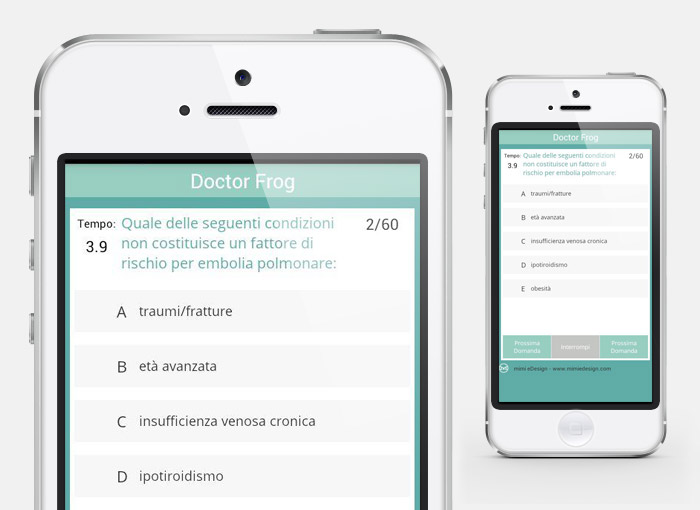 Doctor Frog
Tempo:
3.9
Quale delle seguenti condizioni
non costituisce un fattore di
rischio per embolia polmonare:
2/60
A traumi/fratture
B età avanzata
C insufficienza venosa cronica
D ipotiroidismo
Doctor Frog
Tempo:
3.9
Quale delle seguenti condizioni
non costituisce un fattore di
rischio per embolia polmonare:
2/60
A traumi/fratture
B età avanzata
C insufficienza venosa cronica
D ipotiroidismo
E obesità
Prossima
Domanda
Interrompi
Prossima
Domanda
mimi eDesign - www.mimiedesign.com